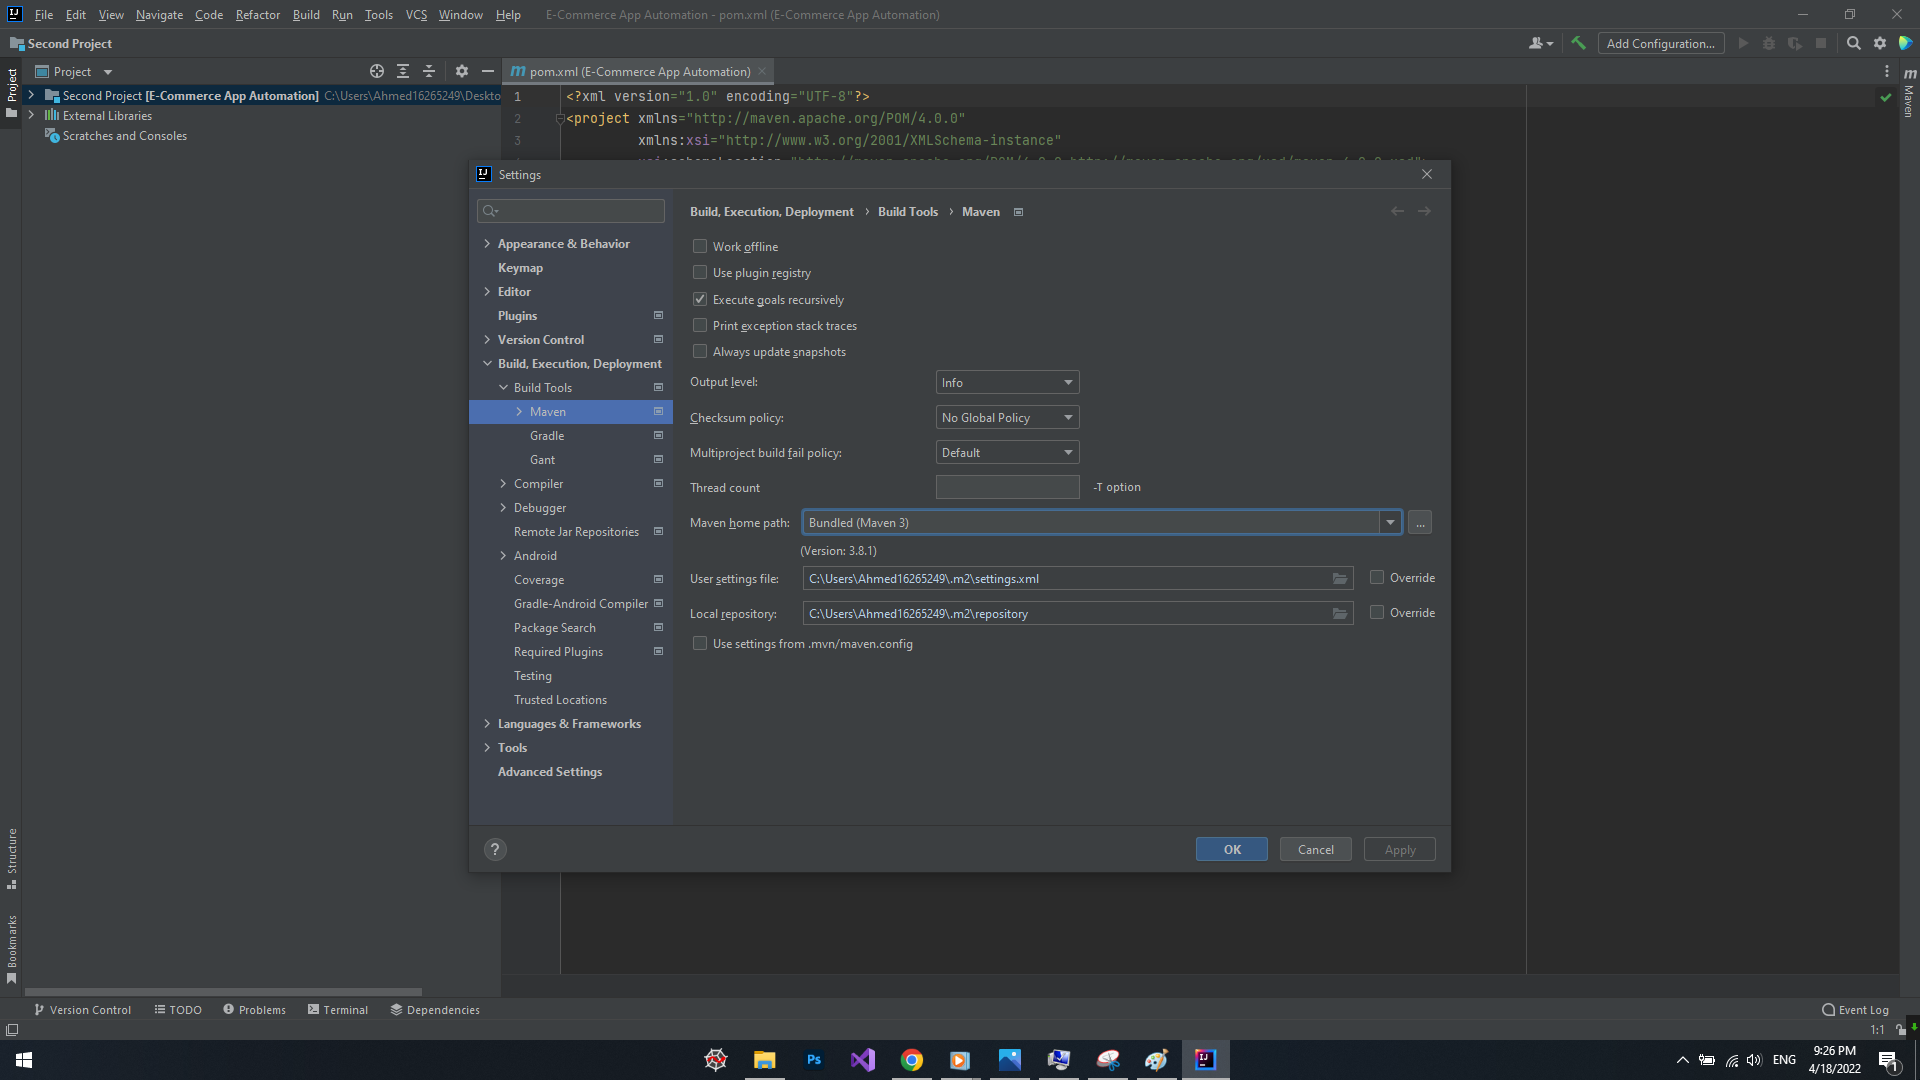 File Edit View Navigate Code Refactor Build Run Tools VCS Window Help E-Commerce App Automation - pom.xml (E-Commerce App Automation)
Second Project
Add Configuration...
Project
Project
pom.xml (E-Commerce App Automation)
Maven
Second Project [E-Commerce App Automation] C:\Users\Ahmed16265249\Deskto
External Libraries
Scratches and Consoles
1 <?xml version="1.0" encoding="UTF-8"?>
2 <project xmlns="http://maven.apache.org/POM/4.0.0"
3 xmlns:xsi="http://www.w3.org/2001/XMLSchema-instance"
Settings
Appearance & Behavior
Keymap
Editor
Plugins
Version Control
Build, Execution, Deployment
Build Tools
Maven
Gradle
Gant
Compiler
Debugger
Remote Jar Repositories
Android
Coverage
Gradle-Android Compiler
Package Search
Required Plugins
Testing
Trusted Locations
Languages & Frameworks
Tools
Advanced Settings
Build, Execution, Deployment › Build Tools › Maven
Work offline
Use plugin registry
Execute goals recursively
Print exception stack traces
Always update snapshots
Output level: Info
Checksum policy: No Global Policy
Multiproject build fail policy: Default
Thread count -T option
Maven home path: Bundled (Maven 3) ...
(Version: 3.8.1)
User settings file: C:\Users\Ahmed16265249\.m2\settings.xml Override
Local repository: C:\Users\Ahmed16265249\.m2\repository Override
Use settings from .mvn/maven.config
? OK Cancel Apply
Structure
Bookmarks
Version Control TODO Problems Terminal Dependencies Event Log
1:1
Ps
ENG
9:26 PM
4/18/2022
1